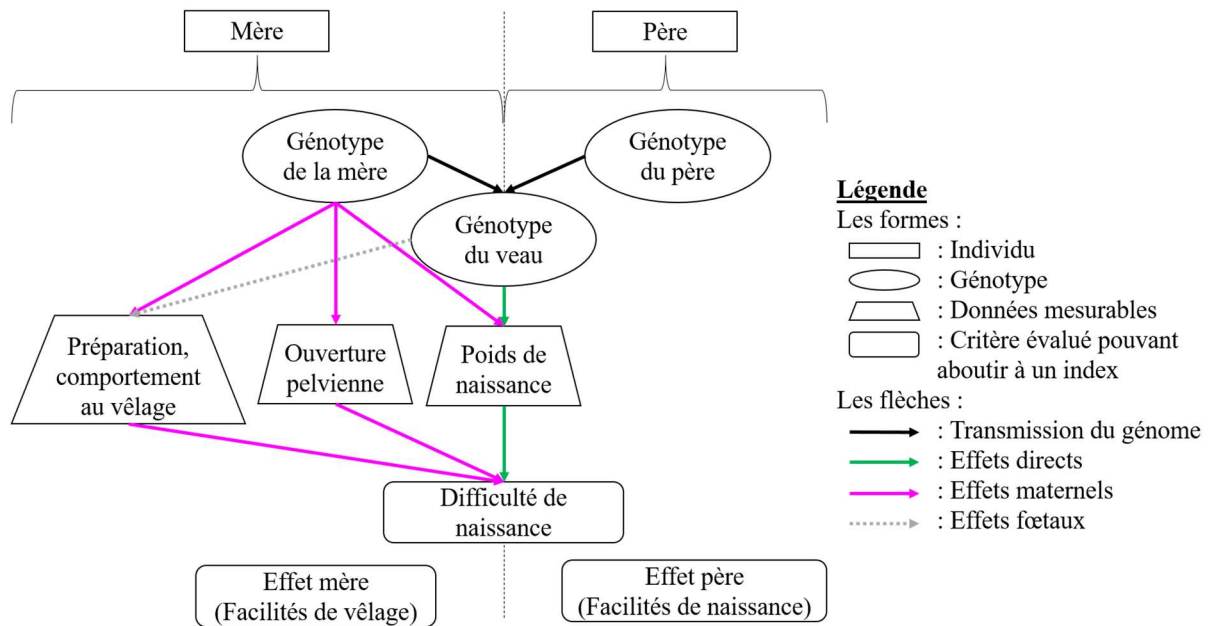 Mère
Père
Génotype
de la mère
Génotype
du père
Génotype
du veau
Préparation,
comportement
au vêlage
Ouverture
pelvienne
Poids de
naissance
Difficulté de
naissance
Effet mère
(Facilités de vêlage)
Effet père
(Facilités de naissance)
Légende
Les formes :
: Individu
: Génotype
: Données mesurables
: Critère évalué pouvant
aboutir à un index
Les flèches :
: Transmission du génome
: Effets directs
: Effets maternels
: Effets fœtaux